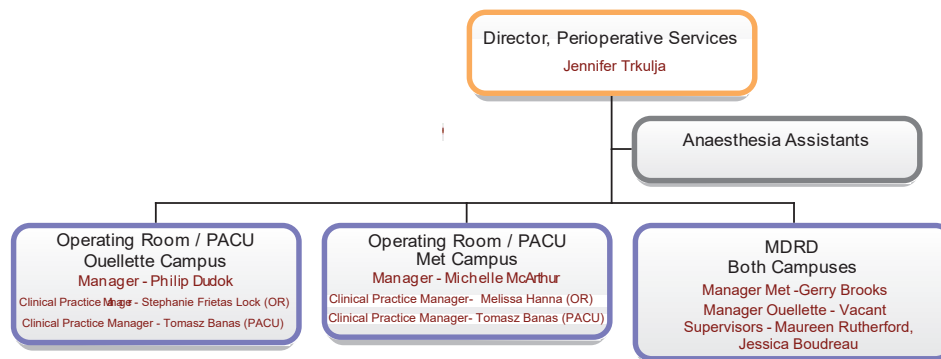 Director, Perioperative Services
Jennifer Trkulja
Anaesthesia Assistants
Operating Room / PACU
Ouellette Campus
Manager - Philip Dudok
Clinical Practice Manager - Stephanie Frietas Lock (OR)
Clinical Practice Manager - Tomasz Banas (PACU)
Operating Room / PACU
Met Campus
Manager - Michelle McArthur
Clinical Practice Manager- Melissa Hanna (OR)
Clinical Practice Manager- Tomasz Banas (PACU)
MDRD
Both Campuses
Manager Met -Gerry Brooks
Manager Ouellette - Vacant
Supervisors - Maureen Rutherford,
Jessica Boudreau